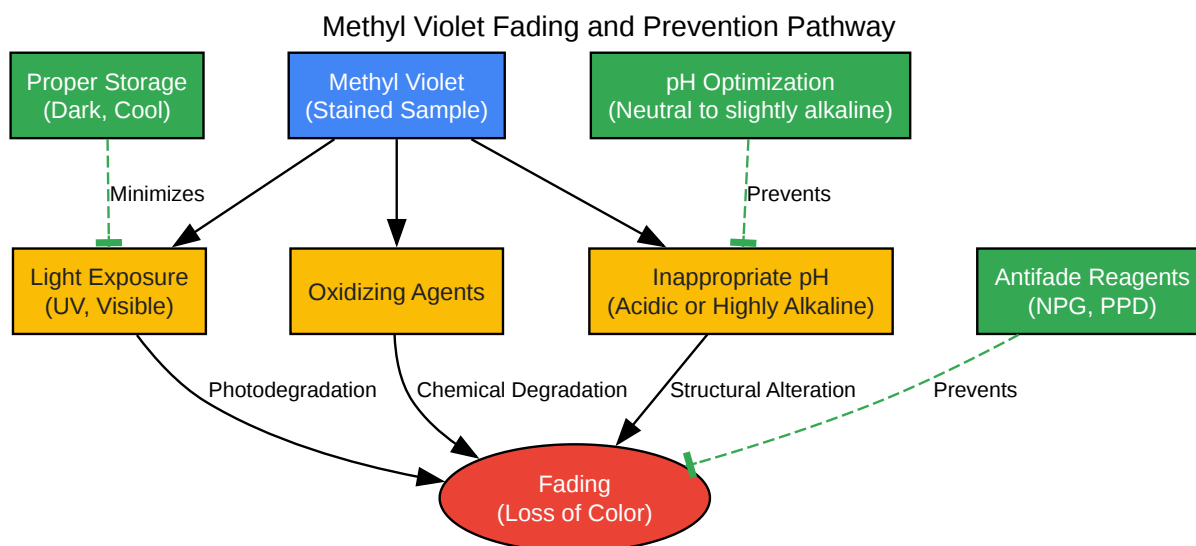 Methyl Violet Fading and Prevention Pathway
Proper Storage
(Dark, Cool)
Methyl Violet
(Stained Sample)
pH Optimization
(Neutral to slightly alkaline)
Minimizes
Prevents
Light Exposure
(UV, Visible)
Oxidizing Agents
Inappropriate pH
(Acidic or Highly Alkaline)
Antifade Reagents
(NPG, PPD)
Photodegradation
Chemical Degradation
Structural Alteration
Prevents
Fading
(Loss of Color)